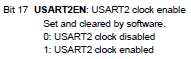 Bit 17 USART2EN: USART2 clock enable
Set and cleared by software.
0: USART2 clock disabled
1: USART2 clock enabled